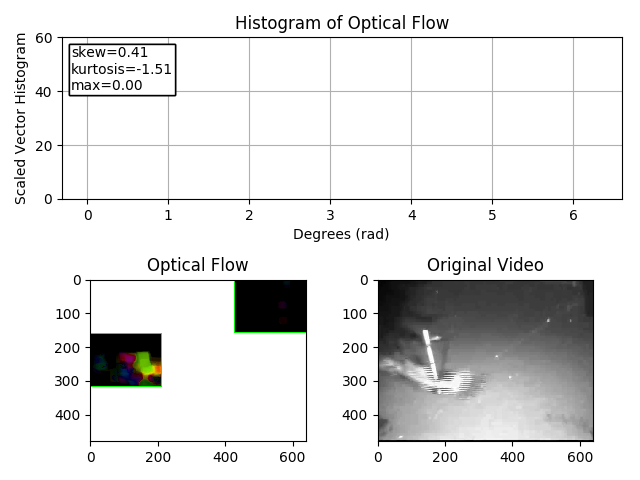 Histogram of Optical Flow
Scaled Vector Histogram
60
40
20
0
skew=0.41
kurtosis=-1.51
max=0.00
0 1 2 3 4 5 6
Degrees (rad)
Optical Flow
0
100
200
300
400
0 200 400 600
Original Video
0
100
200
300
400
0 200 400 600